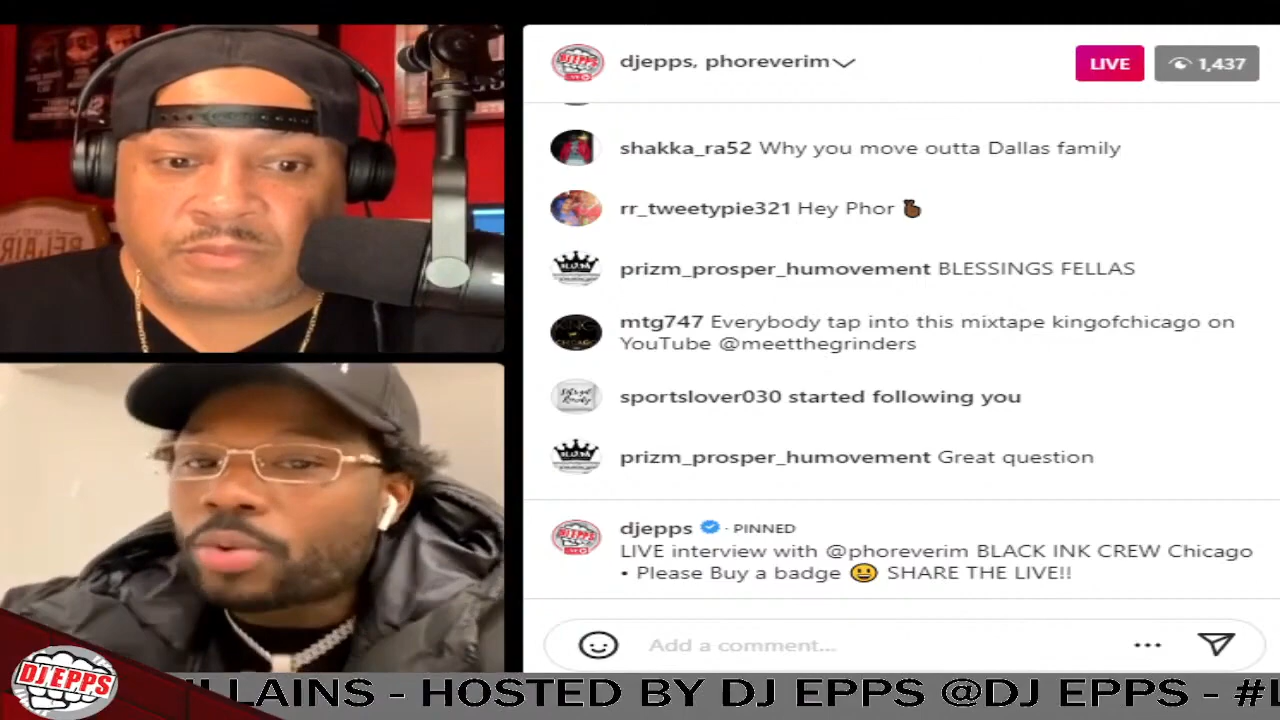 djepps, phoreverim
LIVE
1,437
shakka_ra52 Why you move outta Dallas family
rr_tweetypie321 Hey Phor
prizm_prosper_humovement BLESSINGS FELLAS
mtg747 Everybody tap into this mixtape kingofchicago on
YouTube @meetthegrinders
sportslover030 started following you
prizm_prosper_humovement Great question
djepps · PINNED
LIVE interview with @phoreverim BLACK INK CREW Chicago
• Please Buy a badge 😀 SHARE THE LIVE!!
Add a comment...
BELAIR
DJ EPPS
ILLAINS - HOSTED BY DJ EPPS @DJ EPPS -